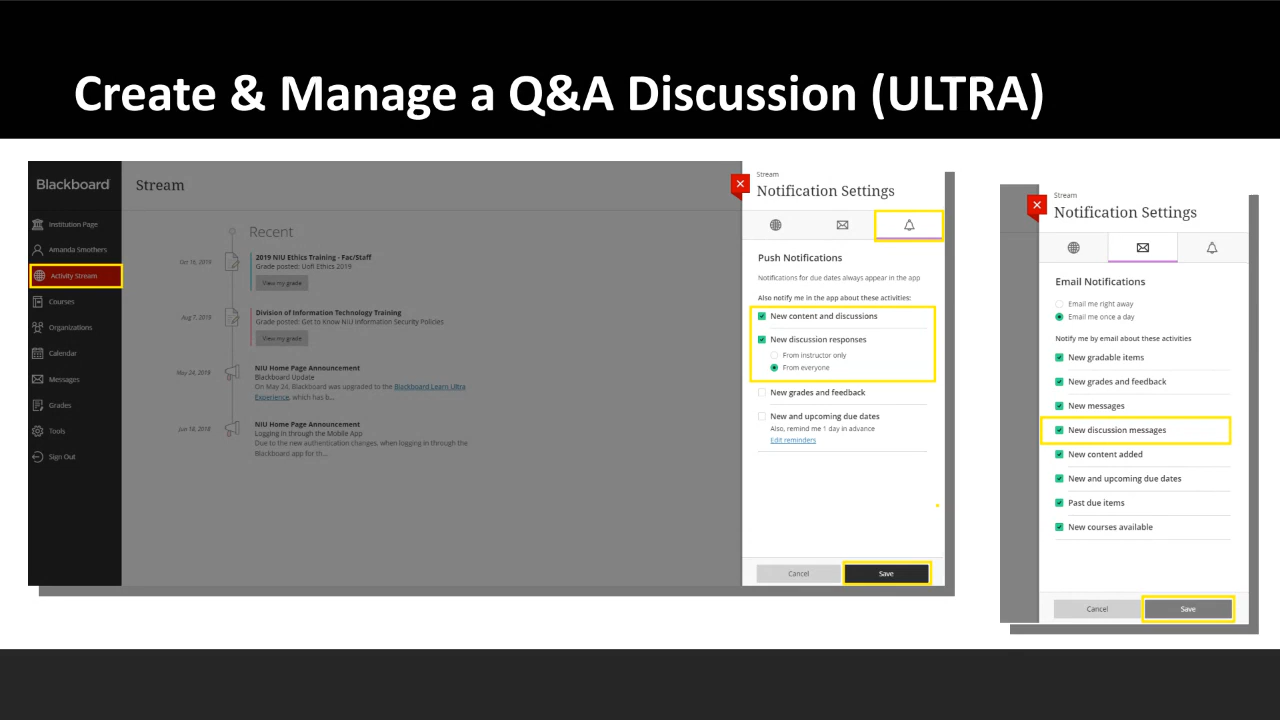 Create & Manage a Q&A Discussion (ULTRA)
Blackboard
Institution Page
Amanda Smothers
Activity Stream
Courses
Organizations
Calendar
Messages
Grades
Tools
Sign Out
Stream
Recent
Oct 16, 2019
2019 NIU Ethics Training - Fac/Staff
Grade posted: UofI Ethics 2019
View my grade
Aug 7, 2019
Division of Information Technology Training
Grade posted: Get to Know NIU Information Security Policies
View my grade
May 24, 2019
NIU Home Page Announcement
Blackboard Update
On May 24, Blackboard was upgraded to the Blackboard Learn Ultra
Experience, which has b...
Jun 14, 2018
NIU Home Page Announcement
Logging in through the Mobile App
Due to the new authentication changes, when logging in through the
Blackboard app for th...
Stream
Notification Settings
Push Notifications
Notifications for due dates always appear in the app
Also notify me in the app about these activities:
New content and discussions
New discussion responses
From instructor only
From everyone
New grades and feedback
New and upcoming due dates
Also, remind me 1 day in advance
Edit reminders
Cancel
Save
Stream
Notification Settings
Email Notifications
Email me right away
Email me once a day
Notify me by email about these activities
New gradable items
New grades and feedback
New messages
New discussion messages
New content added
New and upcoming due dates
Past due items
New courses available
Cancel
Save